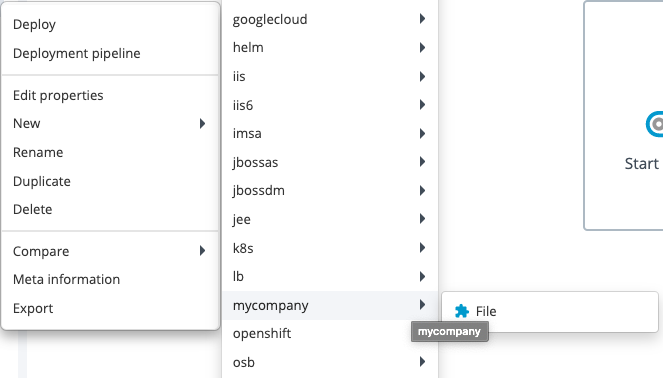 Deploy
Deployment pipeline
Edit properties
New
Rename
Duplicate
Delete
Compare
Meta information
Export
googlecloud
helm
iis
iis6
imsa
jbossas
jbossdm
jee
k8s
lb
mycompany
openshift
osb
File
mycompany
Start